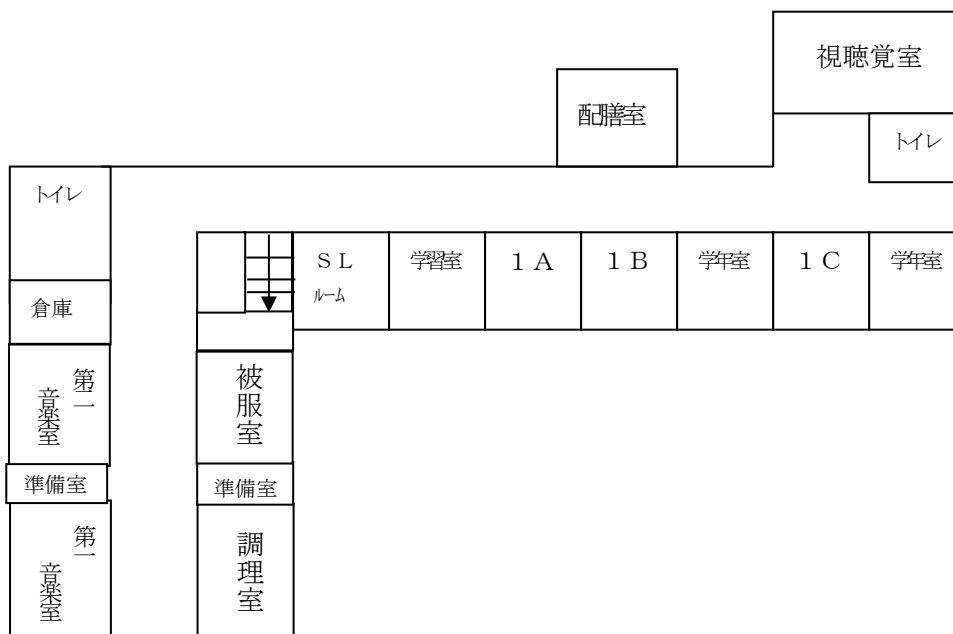 視聴覚室
配膳室
トイレ
トイレ
ＳＬ
ルーム
学習室
１Ａ
１Ｂ
学年室
１Ｃ
学年室
倉庫
第二
音楽室
被服室
準備室
準備室
第一
音楽室
調理室